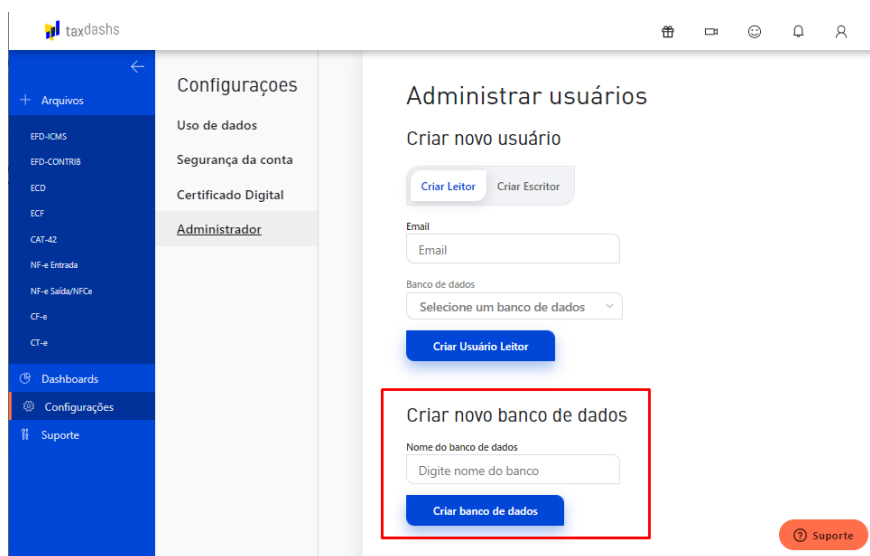 taxdashs
Arquivos
EFD-ICMS
EFD-CONTRIB
ECD
ECF
CAT-42
NF-e Entrada
NF-e Saída/NFCe
CF-e
CT-e
Dashboards
Configurações
Suporte
Configuraçoes
Uso de dados
Segurança da conta
Certificado Digital
Administrador
Administrar usuários
Criar novo usuário
Criar Leitor Criar Escritor
Email
Email
Banco de dados
Selecione um banco de dados
Criar Usuário Leitor
Criar novo banco de dados
Nome do banco de dados
Digite nome do banco
Criar banco de dados
Suporte